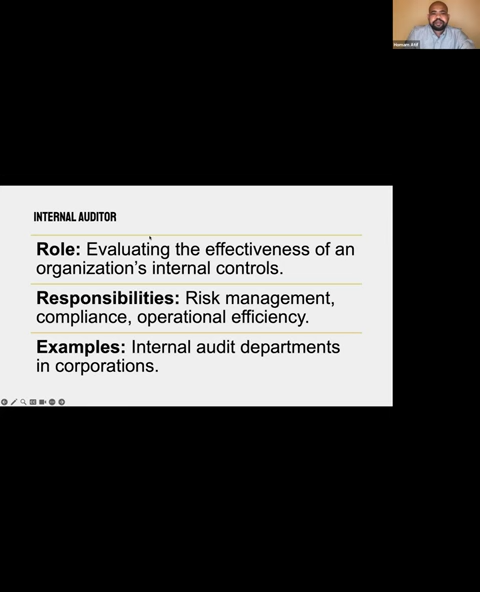 INTERNAL AUDITOR
Role: Evaluating the effectiveness of an
organization's internal controls.
Responsibilities: Risk management,
compliance, operational efficiency.
Examples: Internal audit departments
in corporations.